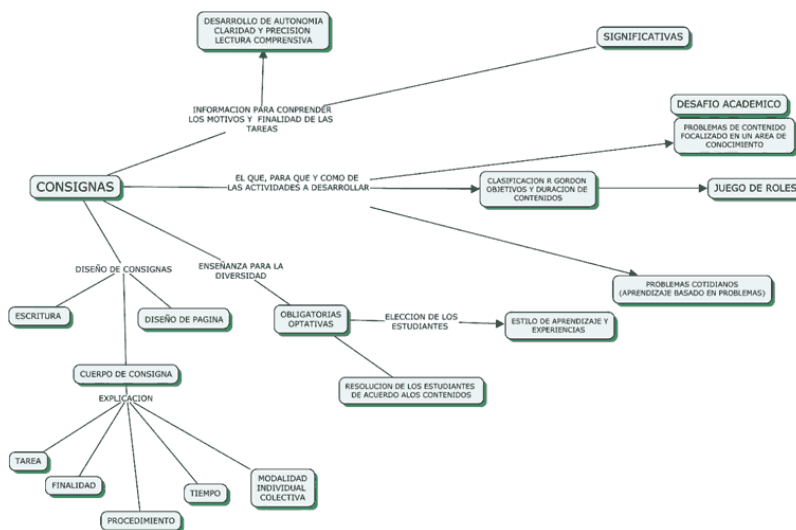 DESARROLLO DE AUTONOMIA
CLARIDAD Y PRECISION
LECTURA COMPRENSIVA
SIGNIFICATIVAS
INFORMACION PARA CONPRENDER
LOS MOTIVOS Y FINALIDAD DE LAS
TAREAS
DESAFIO ACADEMICO
PROBLEMAS DE CONTENIDO
FOCALIZADO EN UN AREA DE
CONOCIMIENTO
CONSIGNAS
EL QUE, PARA QUE Y COMO DE
LAS ACTIVIDADES A DESARROLLAR
CLASIFICACION R GORDON
OBJETIVOS Y DURACION DE
CONTENIDOS
JUEGO DE ROLES
DISEÑO DE CONSIGNAS
ENSEÑANZA PARA LA
DIVERSIDAD
PROBLEMAS COTIDIANOS
(APRENDIZAJE BASADO EN PROBLEMAS)
ESCRITURA
DISEÑO DE PAGINA
OBLIGATORIAS
OPTATIVAS
ELECCION DE LOS
ESTUDIANTES
ESTILO DE APRENDIZAJE Y
EXPERIENCIAS
CUERPO DE CONSIGNA
RESOLUCION DE LOS ESTUDIANTES
DE ACUERDO ALOS CONTENIDOS
EXPLICACION
TAREA
FINALIDAD
PROCEDIMIENTO
TIEMPO
MODALIDAD
INDIVIDUAL
COLECTIVA